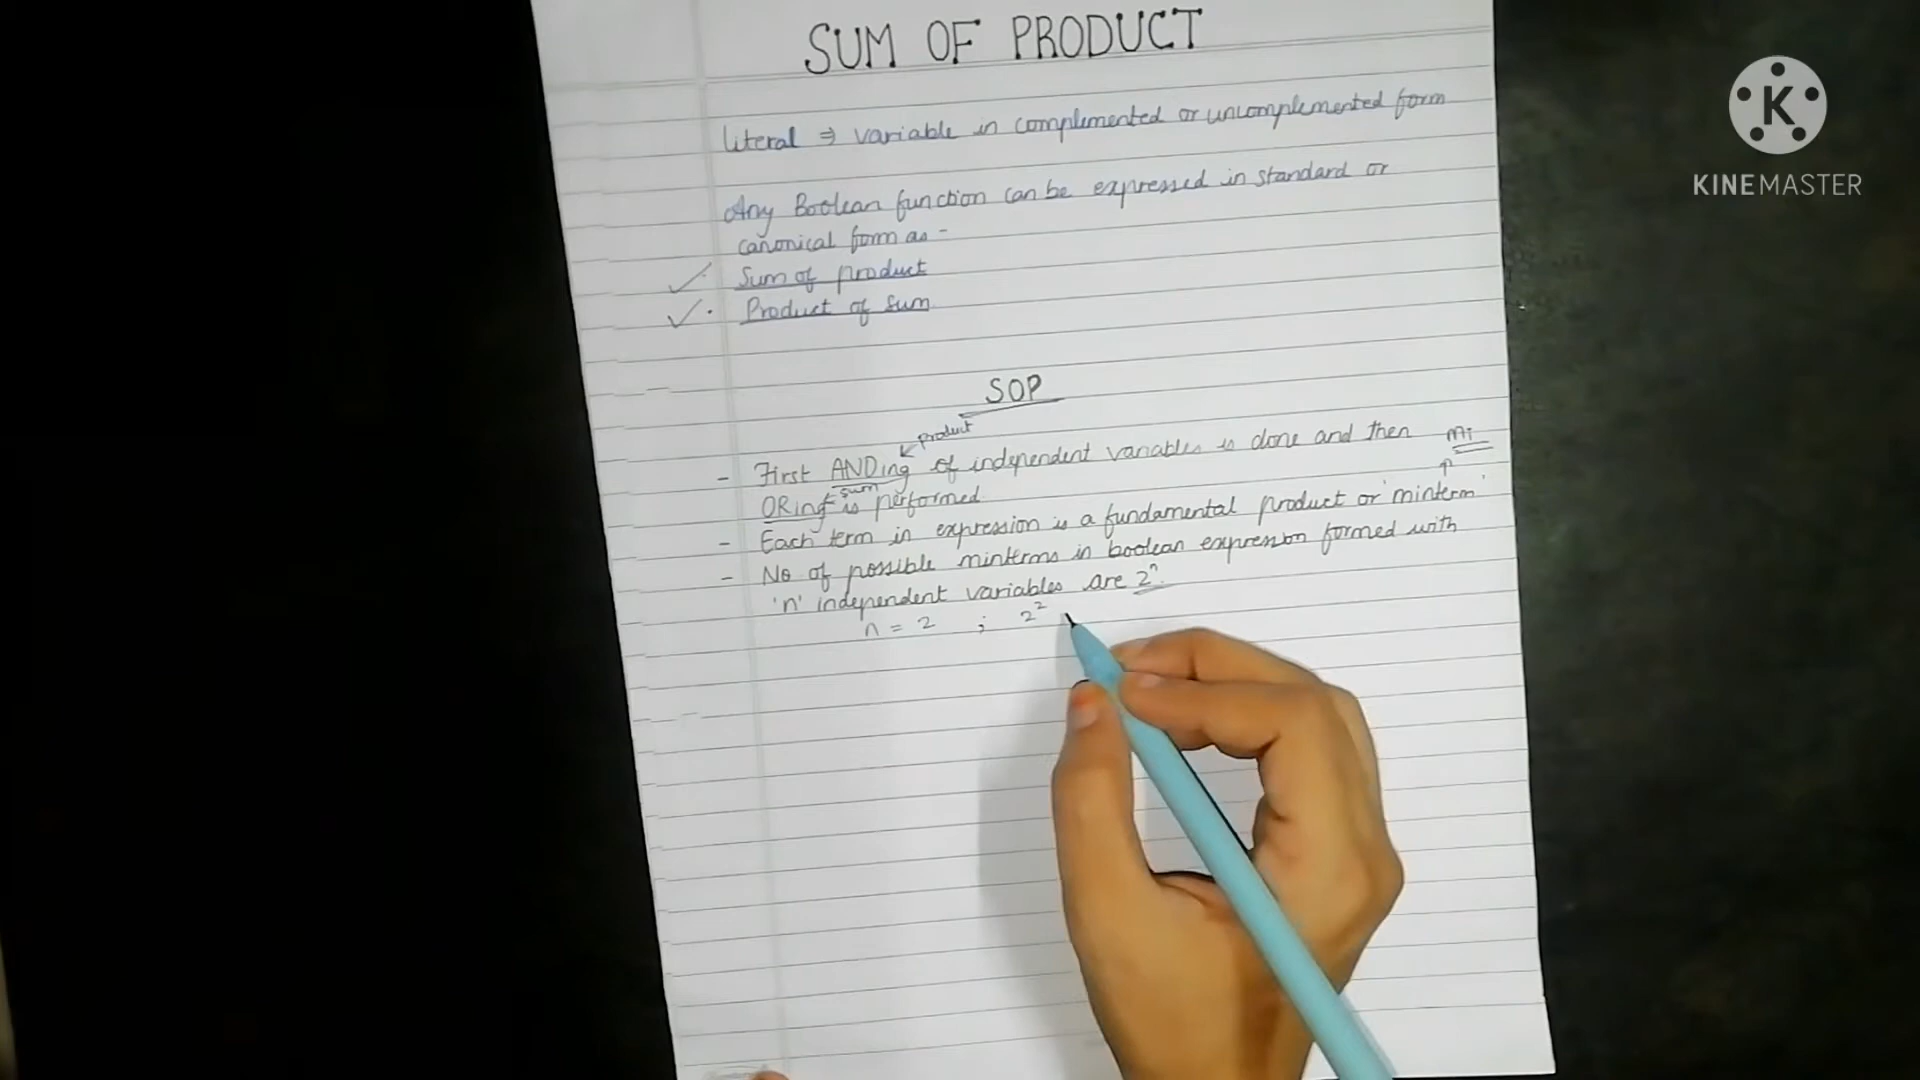 SUM OF PRODUCT
K
KINEMASTER
Literal ⇒ variable in complemented or uncomplemented form
Any Boolean function can be expressed in standard or
canonical form as -
Sum of product
Product of sum
SOP
product
- First ANDing of independent variables is done and then
mi
sum
ORing is performed
- Each term in expression is a fundamental product or 'minterm'
- No of possible minterms in boolean expression formed with
'n' independent variables are 2ⁿ.
n = 2 ; 2²